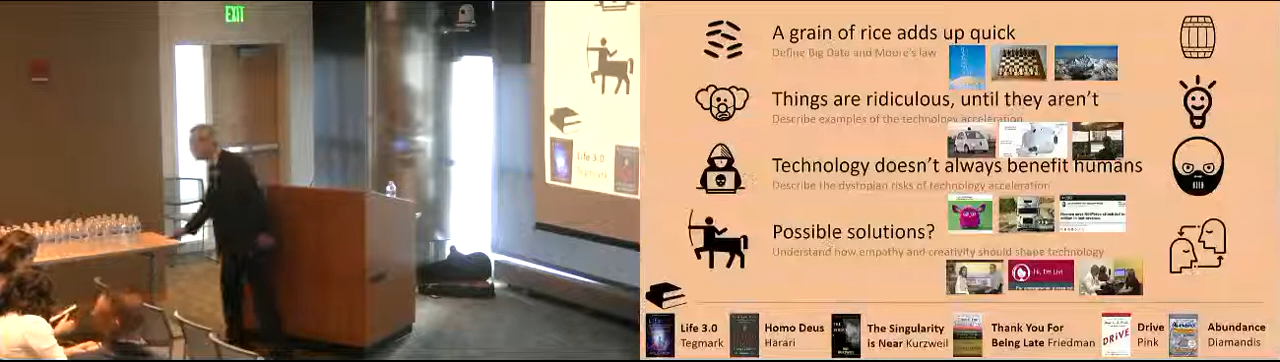 EXIT
Life 3.0
Tegmark
A grain of rice adds up quick
Define Big Data and Moore's law
Things are ridiculous, until they aren't
Describe examples of the technology acceleration
Technology doesn't always benefit humans
Describe the dystopian risks of technology acceleration
Possible solutions?
Understand how empathy and creativity should shape technology
Life 3.0
Tegmark
Homo Deus
Harari
The Singularity
is Near Kurzweil
Thank You For
Being Late Friedman
DRiVE
Drive
Pink
Abundance
Diamandis